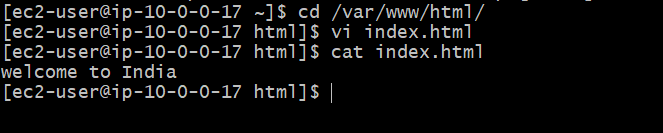 [ec2-user@ip-10-0-0-17 ~]$ cd /var/www/html/
[ec2-user@ip-10-0-0-17 html]$ vi index.html
[ec2-user@ip-10-0-0-17 html]$ cat index.html
welcome to India
[ec2-user@ip-10-0-0-17 html]$